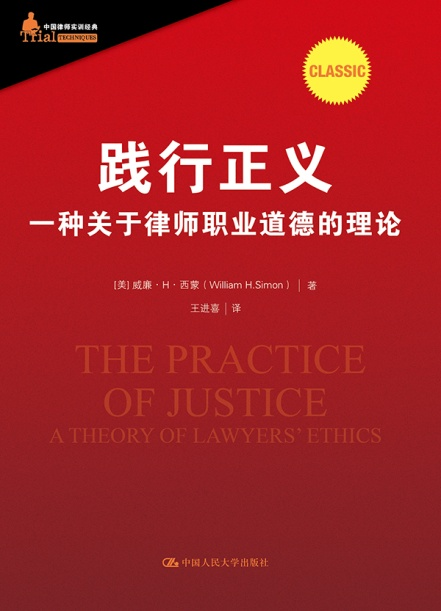 中国律师实训经典
Trial TECHNIQUES
CLASSIC
践行正义
一种关于律师职业道德的理论
[美] 威廉·H·西蒙（William H.Simon）｜著
王进喜｜译
THE PRACTICE
OF JUSTICE
A THEORY OF LAWYERS' ETHICS
中国人民大学出版社